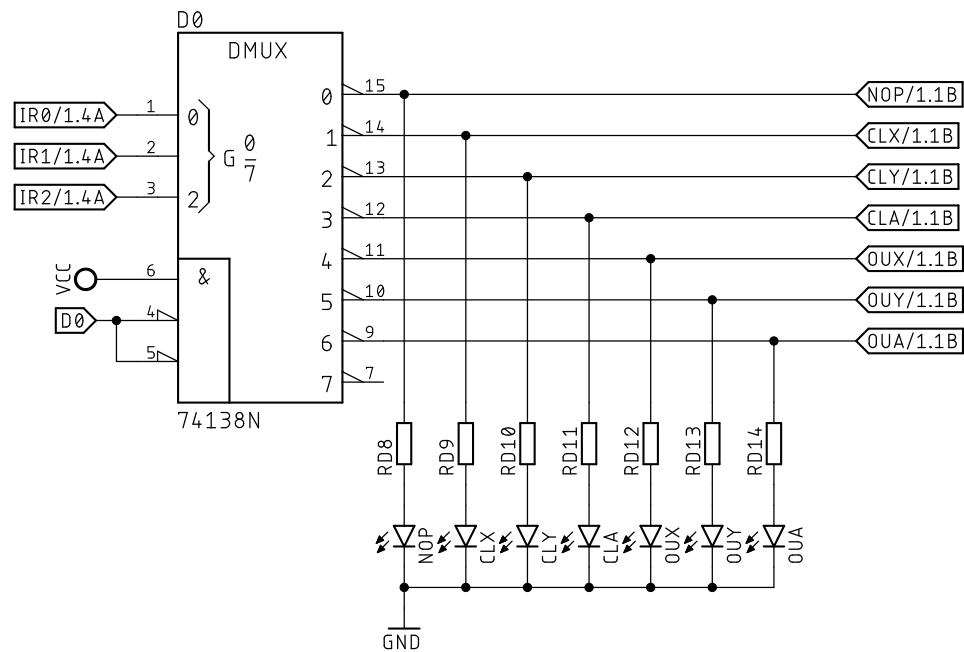 D0
DMUX
0 15 NOP/1.1B
IR0/1.4A 1 0
1 14 CLX/1.1B
IR1/1.4A 2 G 0/7
2 13 CLY/1.1B
IR2/1.4A 3 2
3 12 CLA/1.1B
4 11 OUX/1.1B
VCC 6 &
5 10 OUY/1.1B
D0 4
6 9 OUA/1.1B
5
7 7
74138N
RD8 RD9 RD10 RD11 RD12 RD13 RD14
NOP CLX CLY CLA OUX OUY OUA
GND